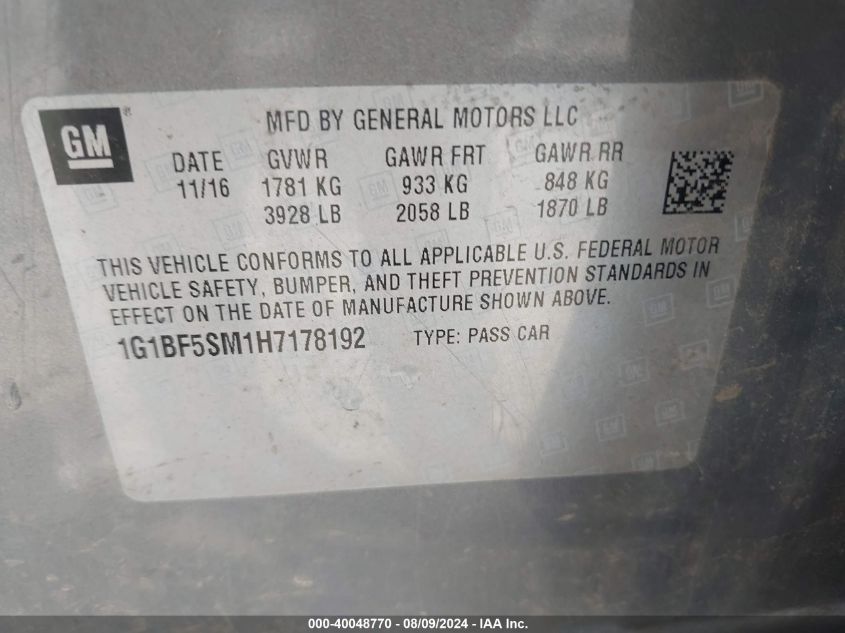 GM ®
MFD BY GENERAL MOTORS LLC
DATE GVWR GAWR FRT GAWR RR
11/16 1781 KG 933 KG 848 KG
3928 LB 2058 LB 1870 LB
THIS VEHICLE CONFORMS TO ALL APPLICABLE U.S. FEDERAL MOTOR
VEHICLE SAFETY, BUMPER, AND THEFT PREVENTION STANDARDS IN
EFFECT ON THE DATE OF MANUFACTURE SHOWN ABOVE.
1G1BF5SM1H7178192 TYPE: PASS CAR
000-40048770 - 08/09/2024 - IAA Inc.